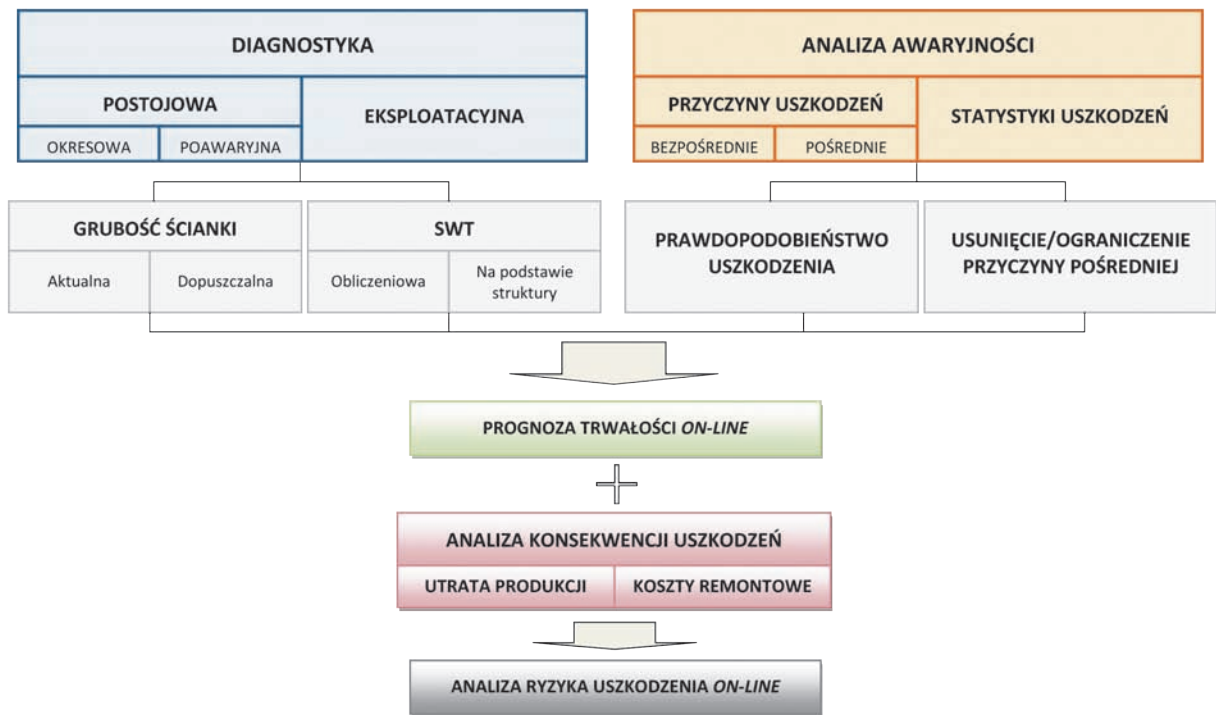 DIAGNOSTYKA
POSTOJOWA
EKSPLOATACYJNA
OKRESOWA
POAWARYJNA
ANALIZA AWARYJNOŚCI
PRZYCZYNY USZKODZEŃ
STATYSTYKI USZKODZEŃ
BEZPOŚREDNIE
POŚREDNIE
GRUBOŚĆ ŚCIANKI
Aktualna
Dopuszczalna
SWT
Obliczeniowa
Na podstawie
struktury
PRAWDOPODOBIEŃSTWO
USZKODZENIA
USUNIĘCIE/OGRANICZENIE
PRZYCZYNY POŚREDNIEJ
PROGNOZA TRWAŁOŚCI ON-LINE
ANALIZA KONSEKWENCJI USZKODZEŃ
UTRATA PRODUKCJI
KOSZTY REMONTOWE
ANALIZA RYZYKA USZKODZENIA ON-LINE